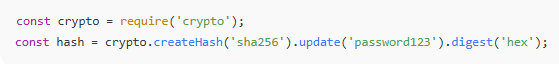 const crypto = require('crypto');
const hash = crypto.createHash('sha256').update('password123').digest('hex');